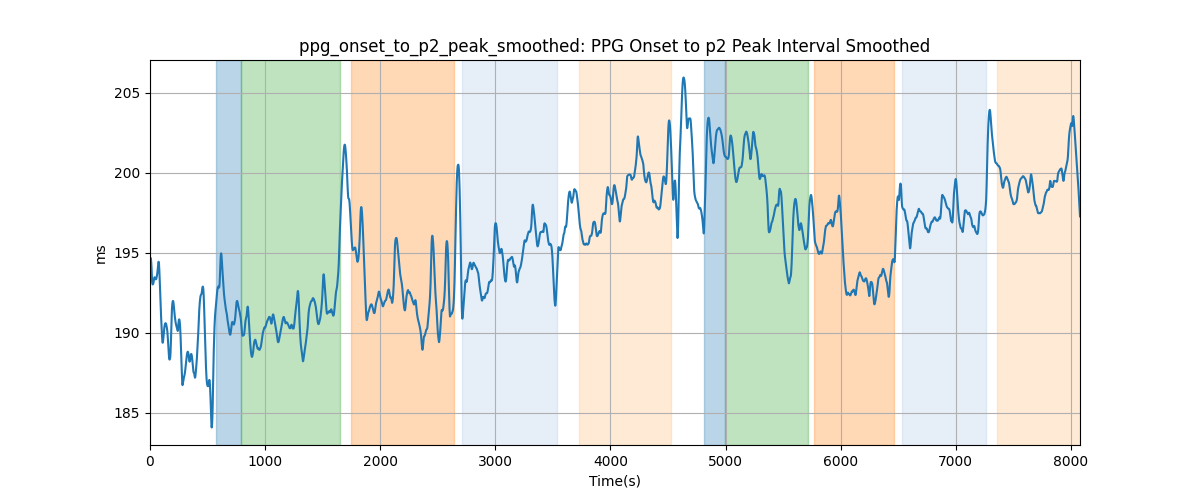 ppg_onset_to_p2_peak_smoothed: PPG Onset to p2 Peak Interval Smoothed
205
200
195
190
185
ms
0 1000 2000 3000 4000 5000 6000 7000 8000
Time(s)